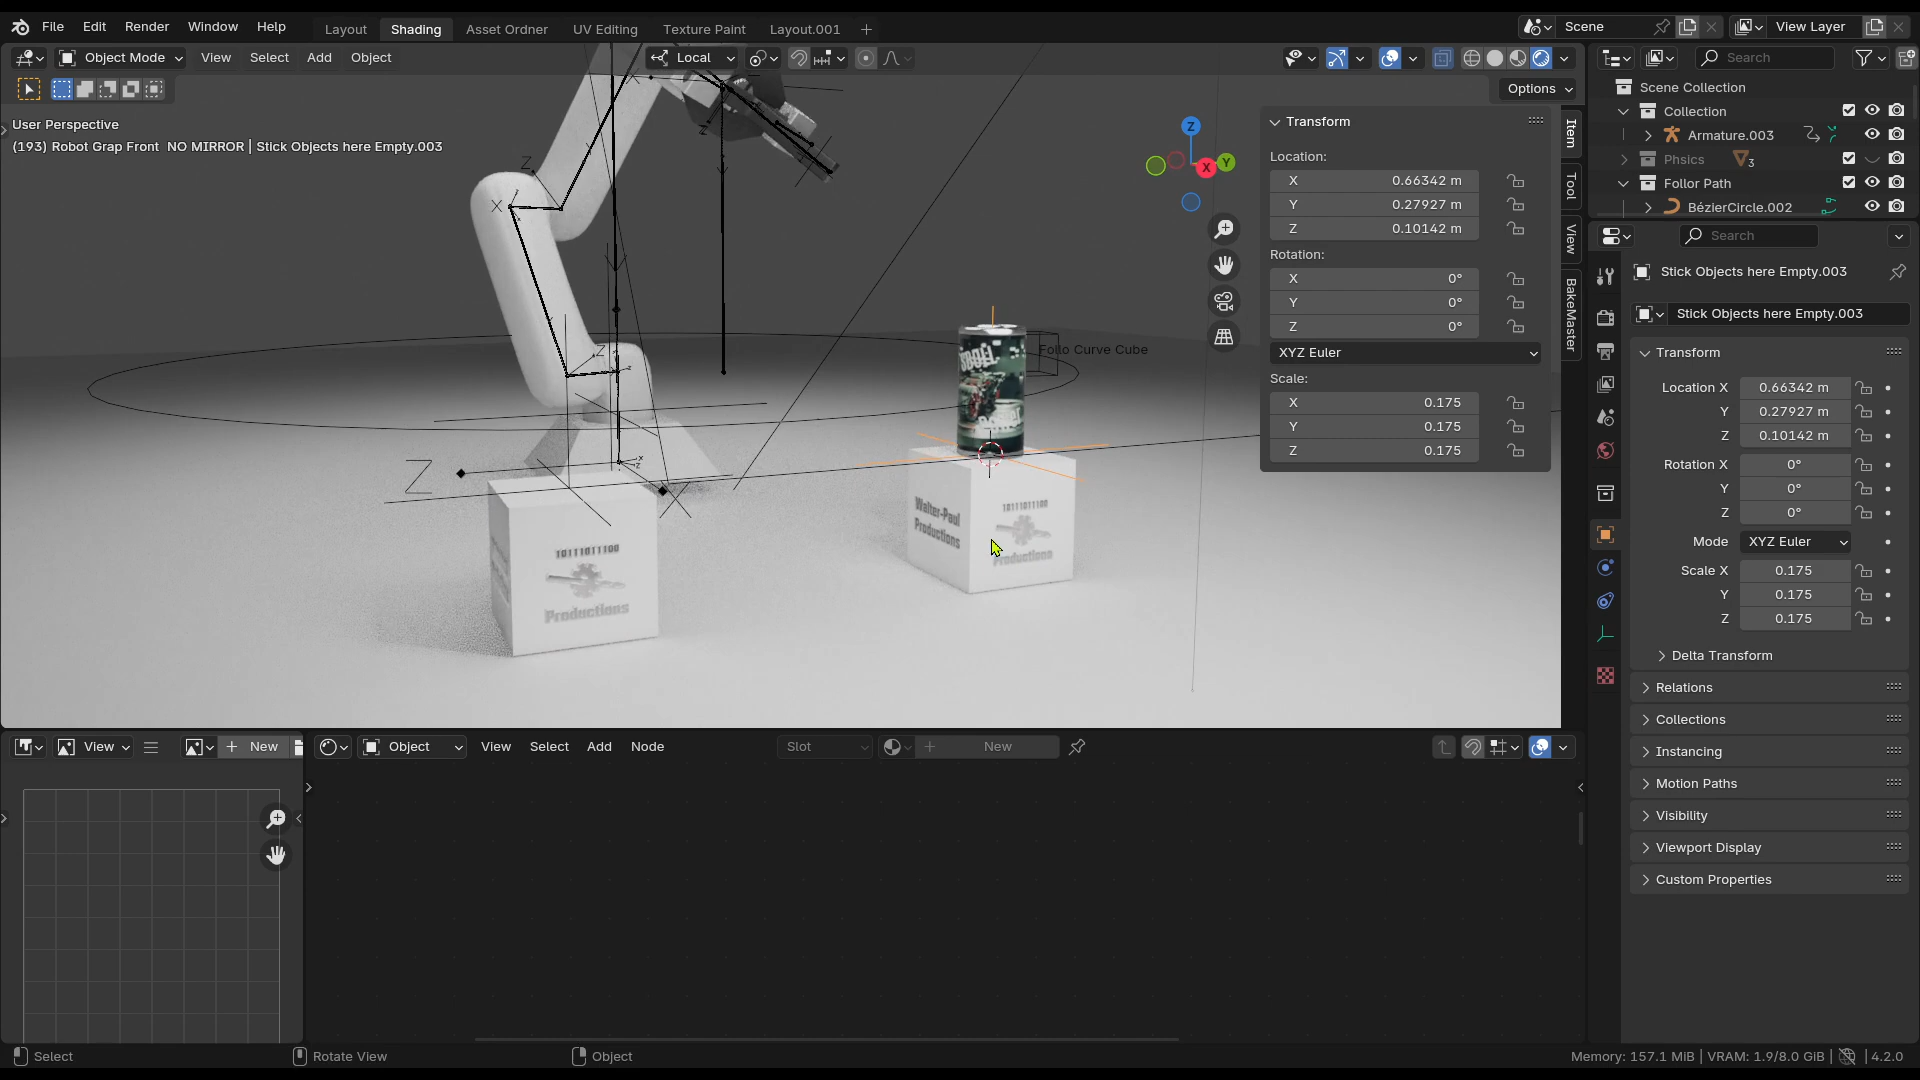 File Edit Render Window Help
Layout Shading Asset Ordner UV Editing Texture Paint Layout.001 +
Scene
View Layer
Object Mode View Select Add Object
Local
Options
Search
User Perspective
(193) Robot Grap Front NO MIRROR | Stick Objects here Empty.003
Scene Collection
Collection
Armature.003
Phsics 3
Follor Path
BézierCircle.002
Z
Y
X
Transform
Location:
X 0.66342 m
Y 0.27927 m
Z 0.10142 m
Rotation:
X 0°
Y 0°
Z 0°
XYZ Euler
Scale:
X 0.175
Y 0.175
Z 0.175
Item
Tool
View
BakeMaster
Z
X
Z
Z
Z
X
Follo Curve Cube
Walter-Paul
Productions
10111011100
Productions
10111011100
Productions
Search
Stick Objects here Empty.003
Stick Objects here Empty.003
Transform
Location X 0.66342 m
Y 0.27927 m
Z 0.10142 m
Rotation X 0°
Y 0°
Z 0°
Mode XYZ Euler
Scale X 0.175
Y 0.175
Z 0.175
Delta Transform
Relations
Collections
Instancing
Motion Paths
Visibility
Viewport Display
Custom Properties
View
New
Object View Select Add Node
Slot
New
Select
Rotate View
Object
Memory: 157.1 MiB | VRAM: 1.9/8.0 GiB | 4.2.0